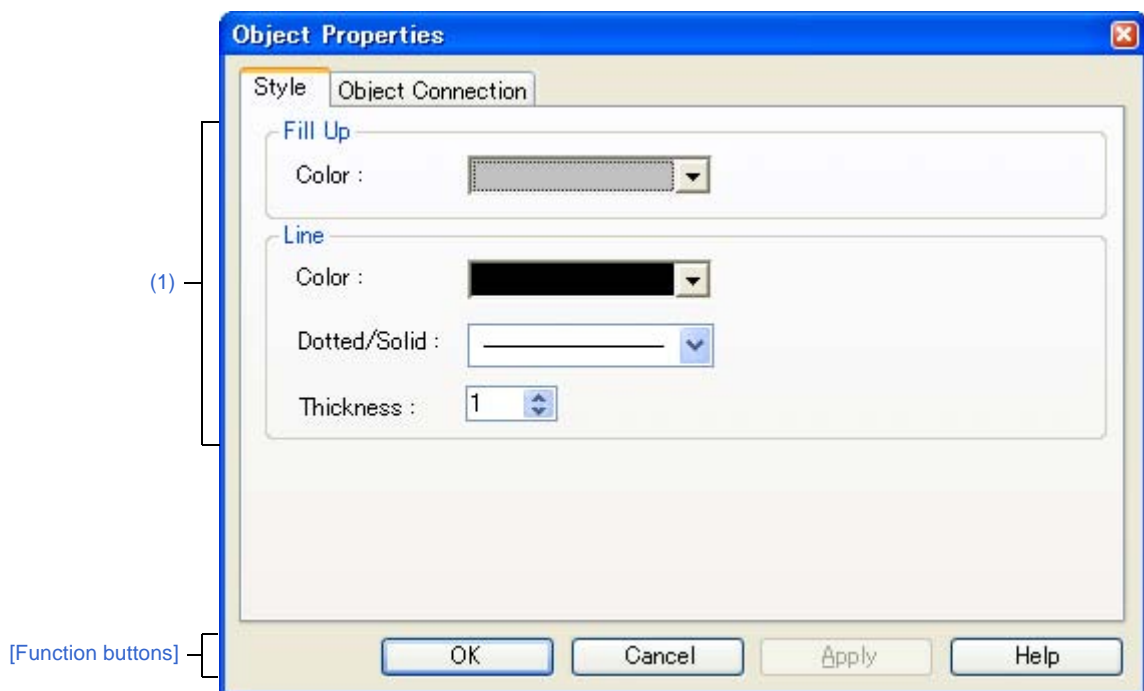 Object Properties
Style
Object Connection
Fill Up
Color :
Line
Color :
(1)
Dotted/Solid :
Thickness :
1
[Function buttons]
OK
Cancel
Apply
Help